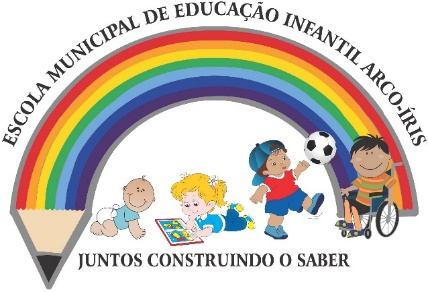 ESCOLA MUNICIPAL DE EDUCAÇÃO INFANTIL ARCO-ÍRIS
JUNTOS CONSTRUINDO O SABER